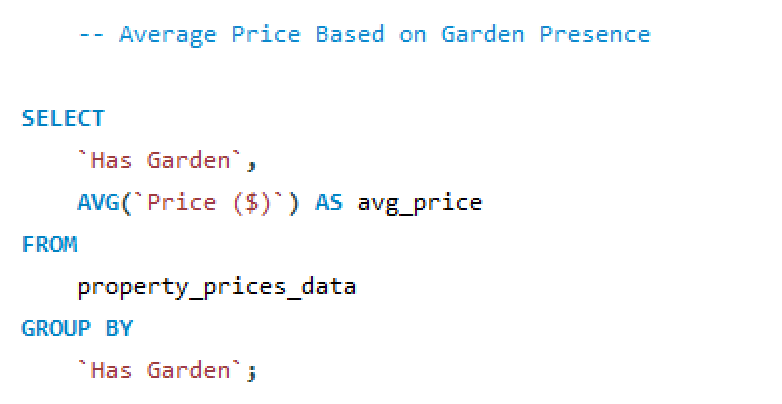 -- Average Price Based on Garden Presence
SELECT
`Has Garden`,
AVG(`Price ($)`) AS avg_price
FROM
property_prices_data
GROUP BY
`Has Garden`;